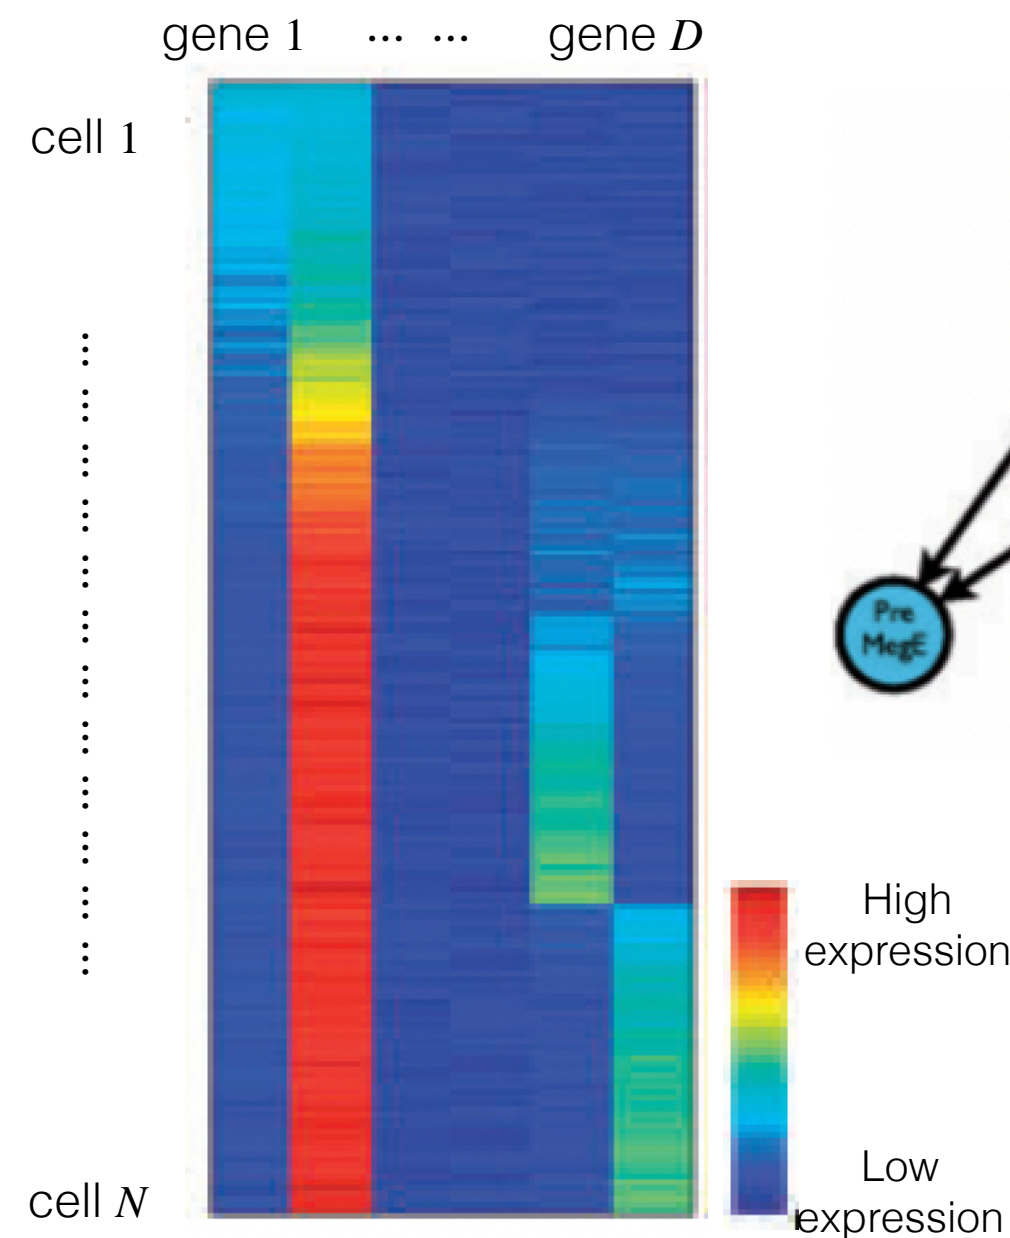 gene 1 ... ... gene D
cell 1
Pre
MegE
High
expression
Low
expression
cell N